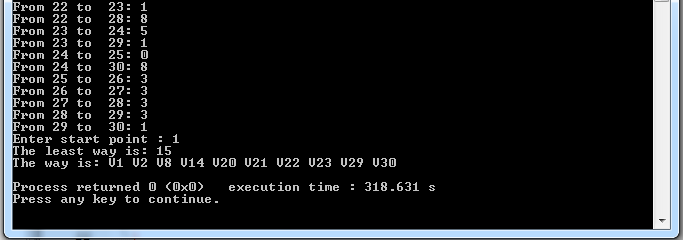 From 22 to  23: 1
From 22 to  28: 8
From 23 to  24: 5
From 23 to  29: 1
From 24 to  25: 0
From 24 to  30: 8
From 25 to  26: 3
From 26 to  27: 3
From 27 to  28: 3
From 28 to  29: 3
From 29 to  30: 1
Enter start point : 1
The least way is: 15
The way is: V1 V2 V8 V14 V20 V21 V22 V23 V29 V30
Process returned 0 (0x0)   execution time : 318.631 s
Press any key to continue.